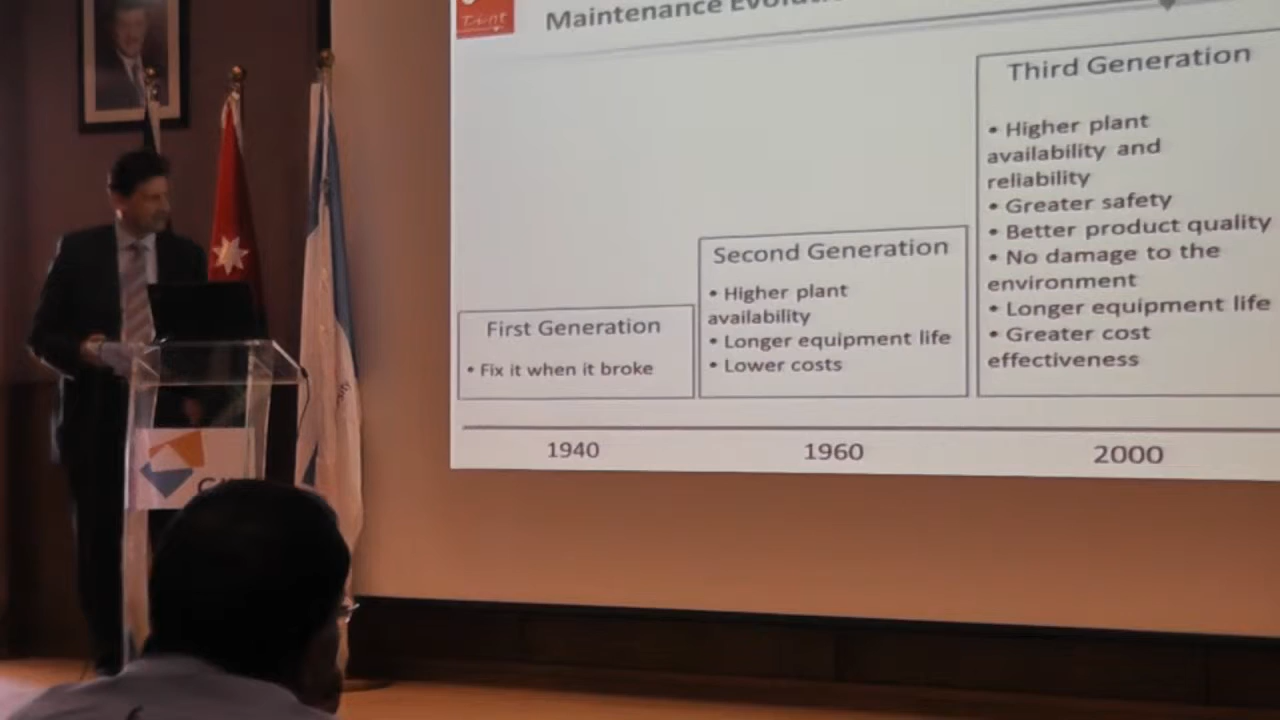 Maintenance
First Generation
• Fix it when it broke
Second Generation
• Higher plant
availability
• Longer equipment life
• Lower costs
Third Generation
• Higher plant
availability and
reliability
• Greater safety
• Better product quality
• No damage to the
environment
• Longer equipment life
• Greater cost
effectiveness
1940
1960
2000